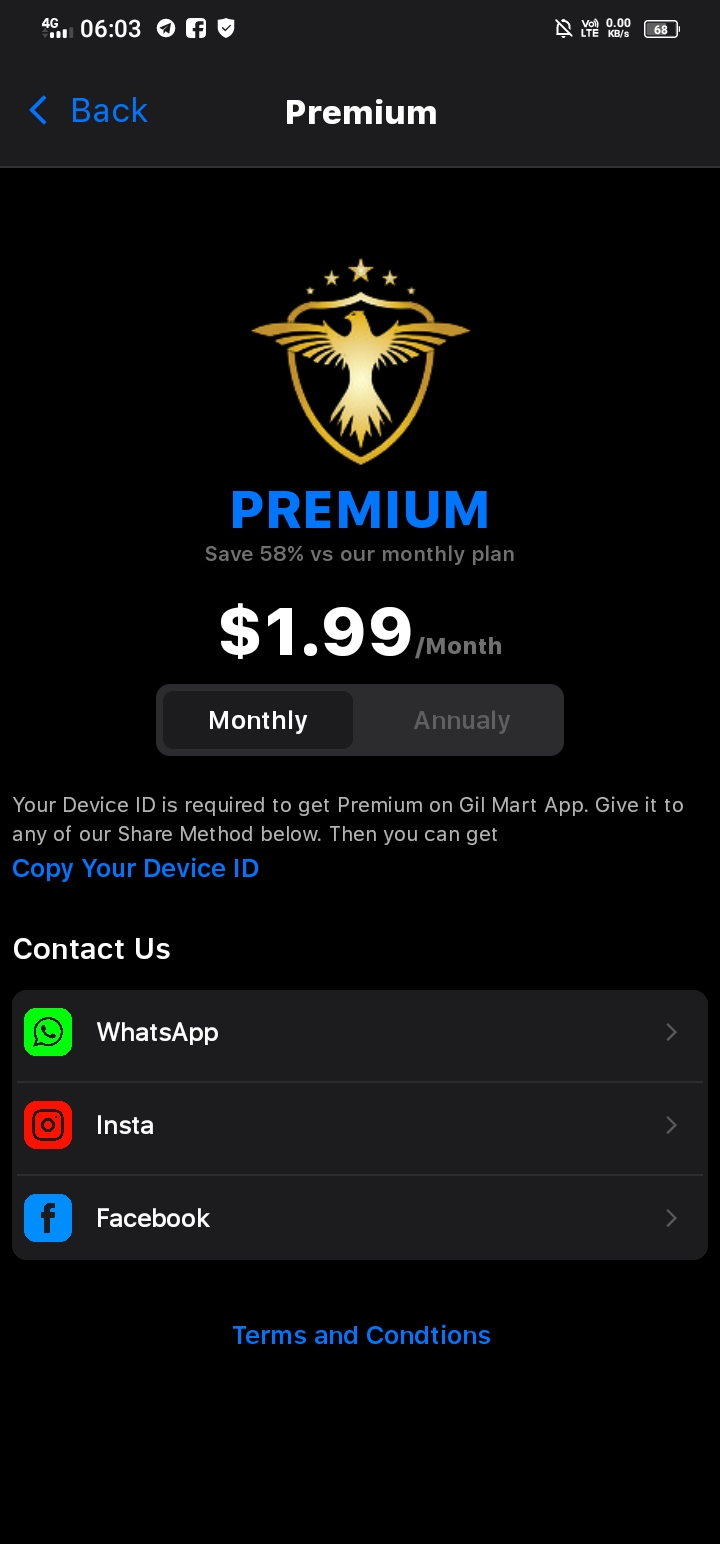 4G 06:03 Vo) LTE 0.00 KB/s 68
Back Premium
PREMIUM
Save 58% vs our monthly plan
$1.99/Month
Monthly Annualy
Your Device ID is required to get Premium on Gil Mart App. Give it to
any of our Share Method below. Then you can get
Copy Your Device ID
Contact Us
WhatsApp
Insta
Facebook
Terms and Condtions